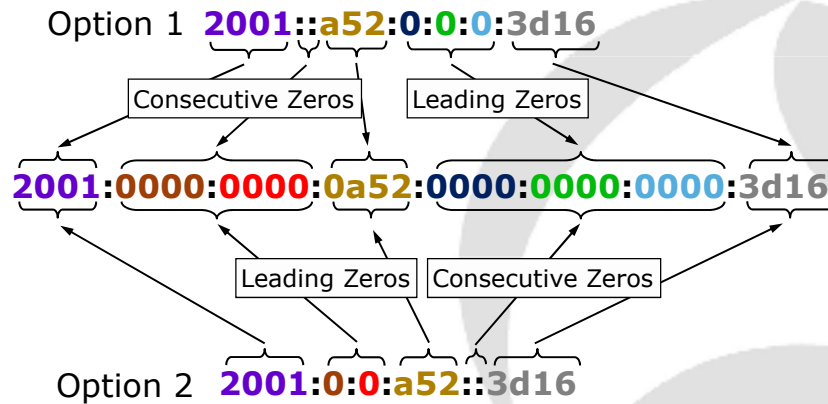 Option 1 2001::a52:0:0:0:3d16
Consecutive Zeros Leading Zeros
2001:0000:0000:0a52:0000:0000:0000:3d16
Leading Zeros Consecutive Zeros
Option 2 2001:0:0:a52::3d16